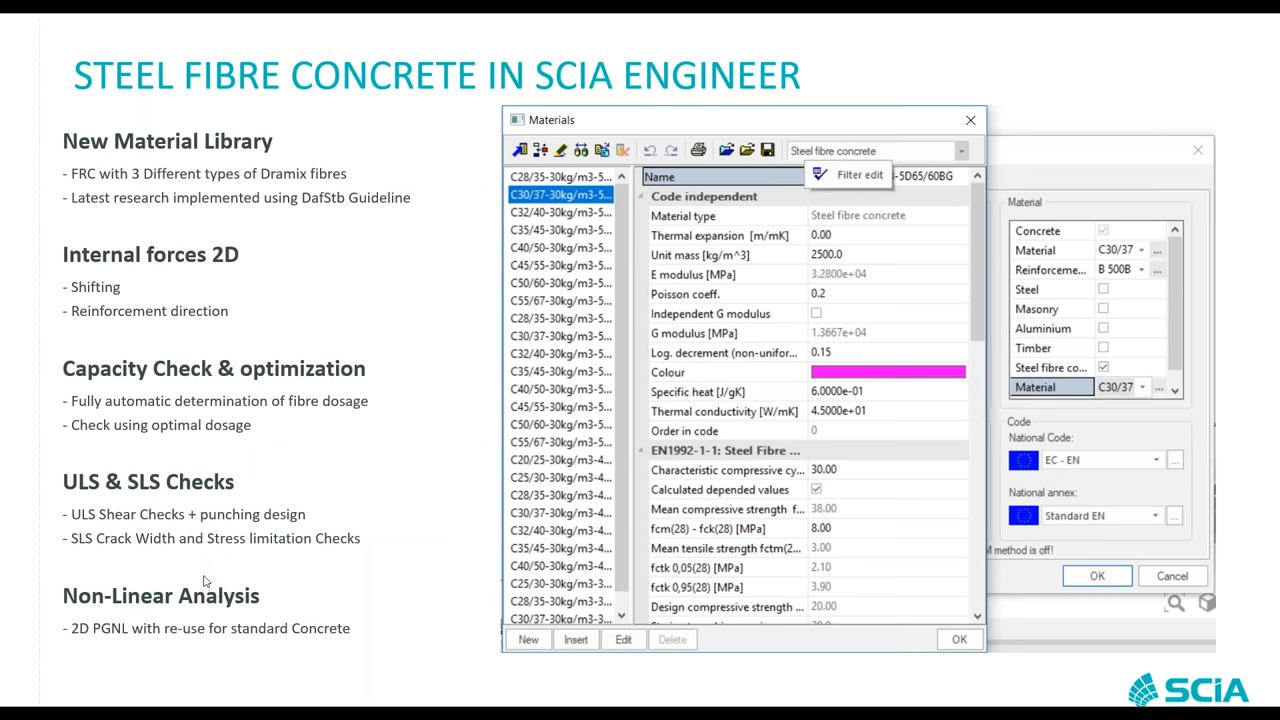 STEEL FIBRE CONCRETE IN SCIA ENGINEER
New Material Library
- FRC with 3 Different types of Dramix fibres
- Latest research implemented using DafStb Guideline
Internal forces 2D
- Shifting
- Reinforcement direction
Capacity Check & optimization
- Fully automatic determination of fibre dosage
- Check using optimal dosage
ULS & SLS Checks
- ULS Shear Checks + punching design
- SLS Crack Width and Stress limitation Checks
Non-Linear Analysis
- 2D PGNL with re-use for standard Concrete
Materials
Steel fibre concrete
Filter edit
C28/35-30kg/m3-5...
C30/37-30kg/m3-5...
C32/40-30kg/m3-5...
C35/45-30kg/m3-5...
C40/50-30kg/m3-5...
C45/55-30kg/m3-5...
C50/60-30kg/m3-5...
C55/67-30kg/m3-5...
C28/35-30kg/m3-5...
C30/37-30kg/m3-5...
C32/40-30kg/m3-5...
C35/45-30kg/m3-5...
C40/50-30kg/m3-5...
C45/55-30kg/m3-5...
C50/60-30kg/m3-5...
C55/67-30kg/m3-5...
C20/25-30kg/m3-4...
C25/30-30kg/m3-4...
C28/35-30kg/m3-4...
C30/37-30kg/m3-4...
C32/40-30kg/m3-4...
C35/45-30kg/m3-4...
C40/50-30kg/m3-4...
C25/30-30kg/m3-3...
C28/35-30kg/m3-3...
C30/37-30kg/m3-3...
Name -5D65/60BG
Code independent
Material type Steel fibre concrete
Thermal expansion [m/mK] 0.00
Unit mass [kg/m^3] 2500.0
E modulus [MPa] 3.2800e+04
Poisson coeff. 0.2
Independent G modulus
G modulus [MPa] 1.3667e+04
Log. decrement (non-unifor... 0.15
Colour
Specific heat [J/gK] 6.0000e-01
Thermal conductivity [W/mK] 4.5000e+01
Order in code 0
EN1992-1-1: Steel Fibre ...
Characteristic compressive cy... 30.00
Calculated depended values
Mean compressive strength f... 38.00
fcm(28) - fck(28) [MPa] 8.00
Mean tensile strength fctm(2... 3.00
fctk 0,05(28) [MPa] 2.10
fctk 0,95(28) [MPa] 3.90
Design compressive strength ... 20.00
New Insert Edit Delete OK
Material
Concrete
Material C30/37 ...
Reinforceme... B 500B ...
Steel
Masonry
Aluminium
Timber
Steel fibre co...
Material C30/37 ...
Code
National Code:
EC - EN ...
National annex:
Standard EN ...
M method is off!
OK Cancel
SCiA